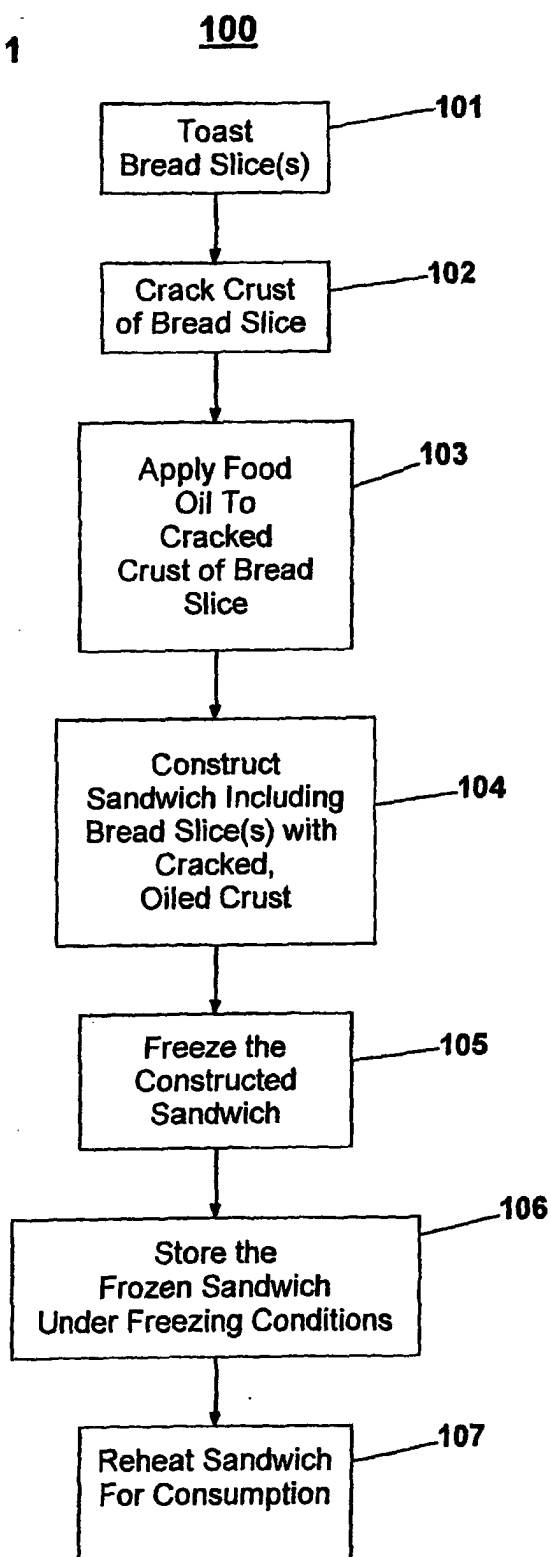 1
100
101
Toast
Bread Slice(s)
102
Crack Crust
of Bread Slice
103
Apply Food
Oil To
Cracked
Crust of Bread
Slice
104
Construct
Sandwich Including
Bread Slice(s) with
Cracked,
Oiled Crust
105
Freeze the
Constructed
Sandwich
106
Store the
Frozen Sandwich
Under Freezing Conditions
107
Reheat Sandwich
For Consumption